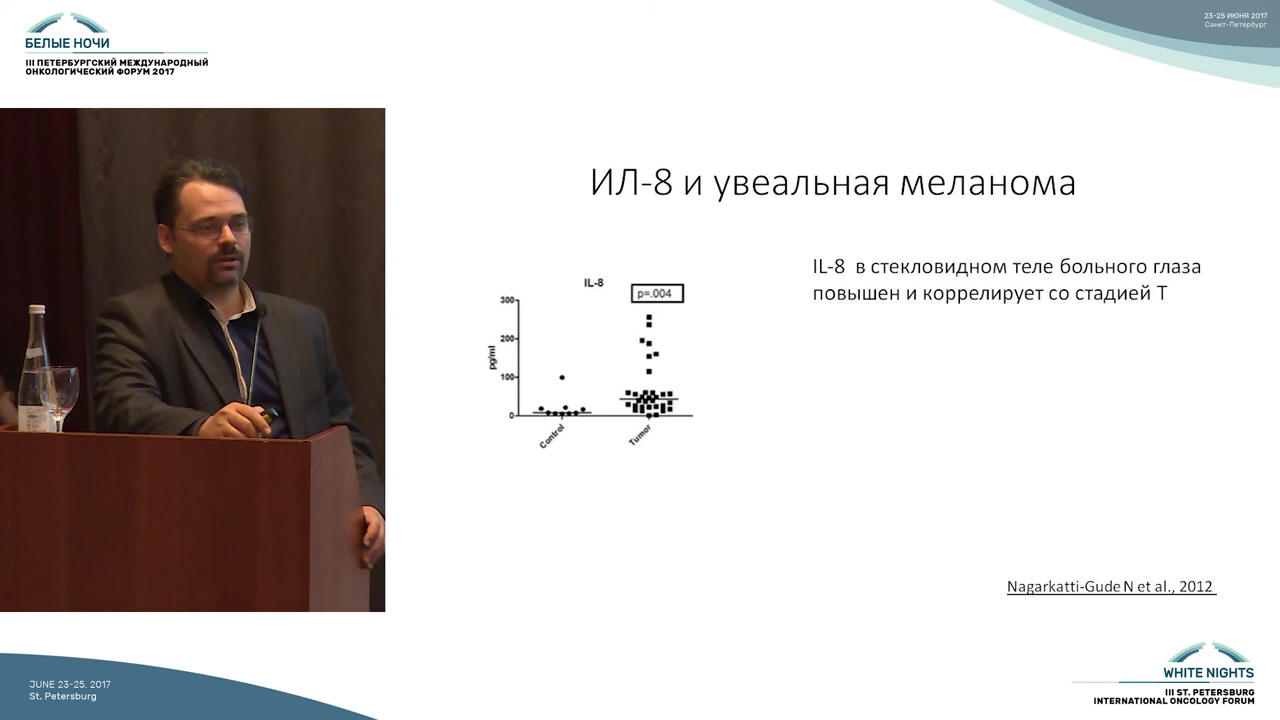 БЕЛЫЕ НОЧИ
III ПЕТЕРБУРГСКИЙ МЕЖДУНАРОДНЫЙ
ОНКОЛОГИЧЕСКИЙ ФОРУМ 2017
23-25 ИЮНЯ 2017
Санкт-Петербург
ИЛ-8 и увеальная меланома
IL-8 в стекловидном теле больного глаза
повышен и коррелирует со стадией Т
IL-8
p=.004
300
200
100
0
pg/ml
Control
Tumor
Nagarkatti-Gude N et al., 2012
JUNE 23-25, 2017
St. Petersburg
WHITE NIGHTS
III ST. PETERSBURG
INTERNATIONAL ONCOLOGY FORUM